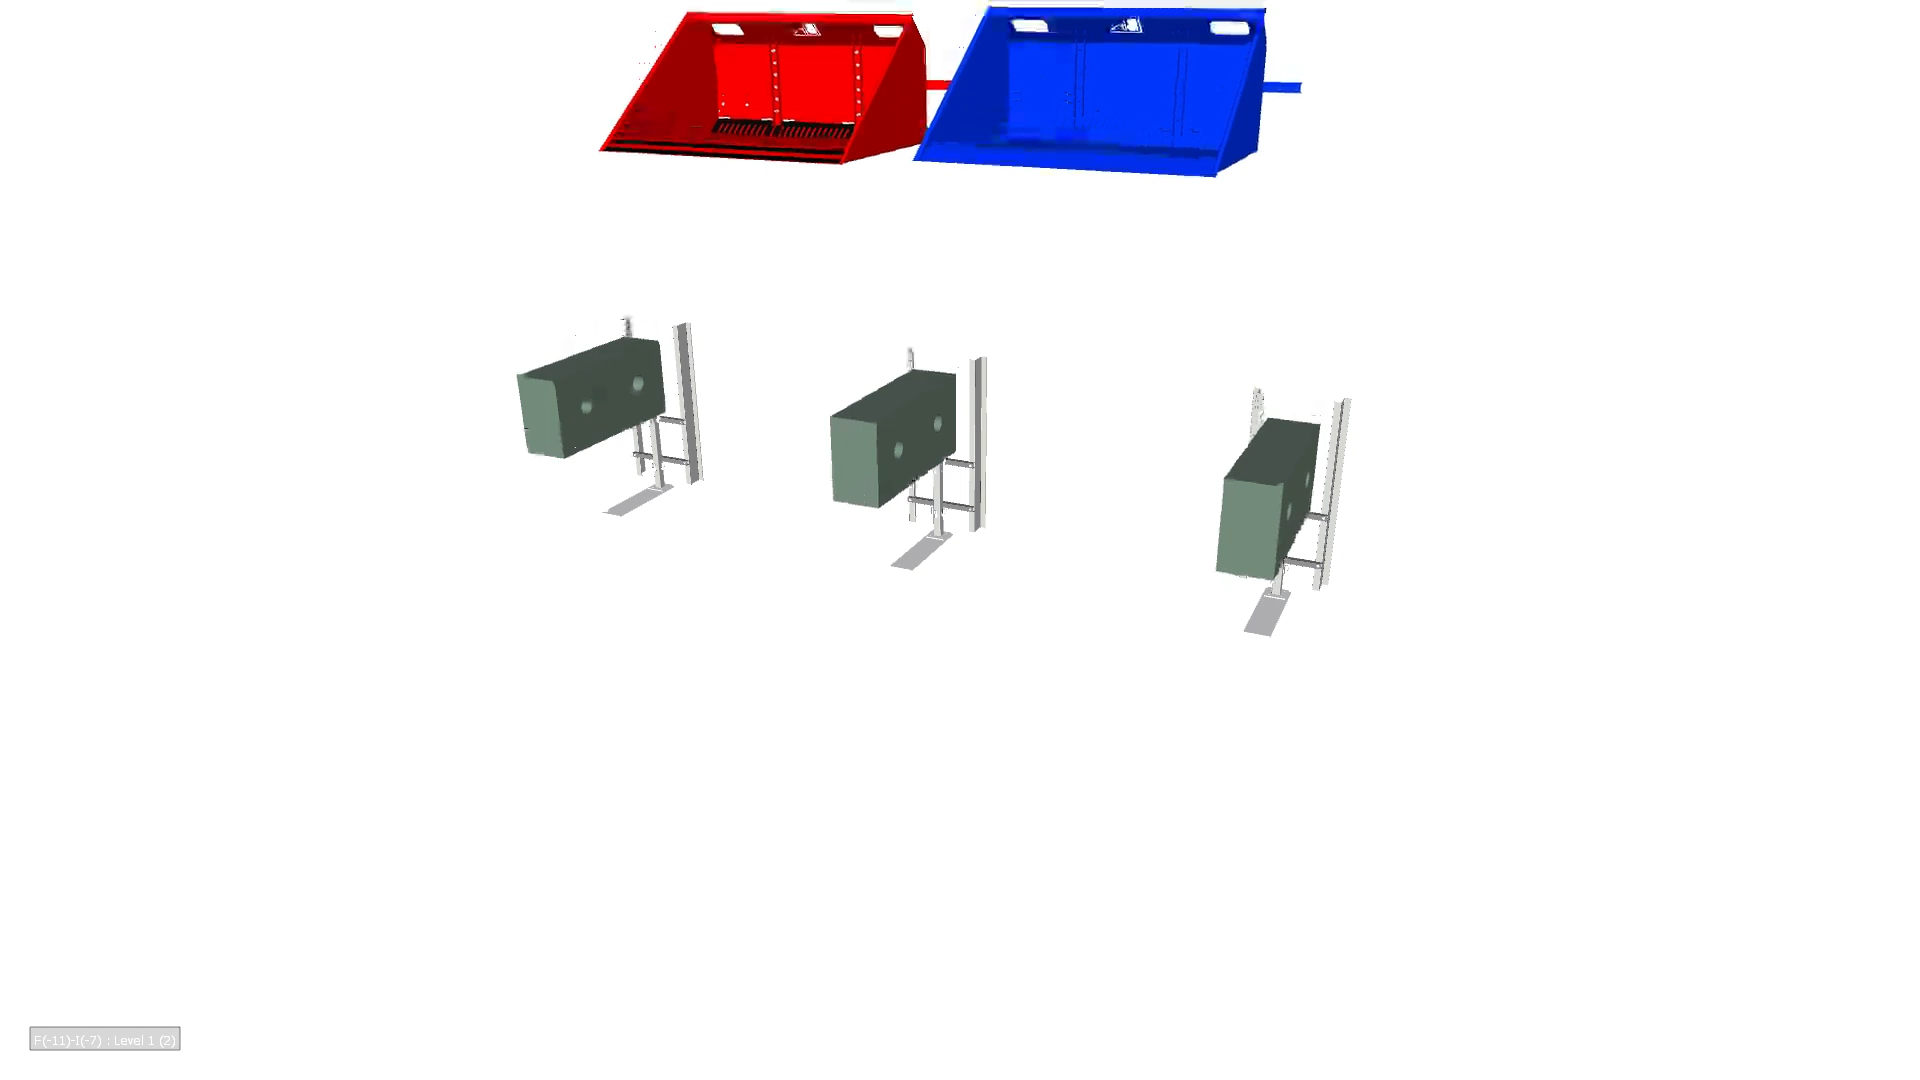 F(-11)-I(-7) : Level 1 (2)